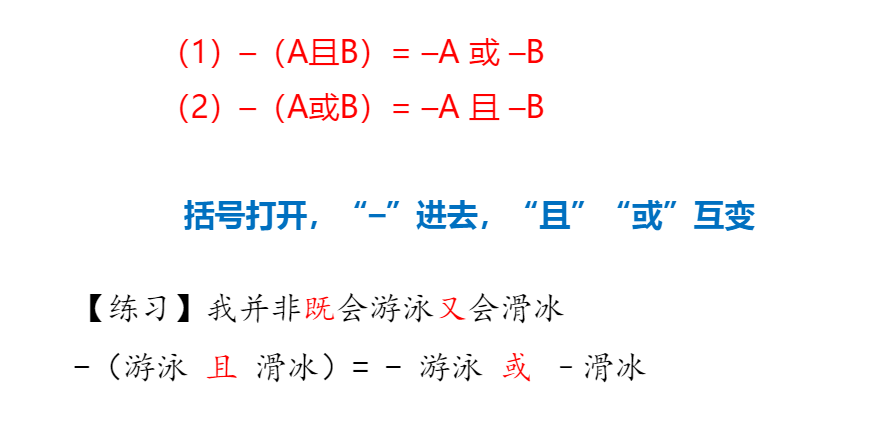 （1）–（A且B）= –A 或 –B
（2）–（A或B）= –A 且 –B
括号打开，“–”进去，“且”“或”互变
【练习】我并非既会游泳又会滑冰
–（游泳 且 滑冰）= – 游泳 或 –滑冰